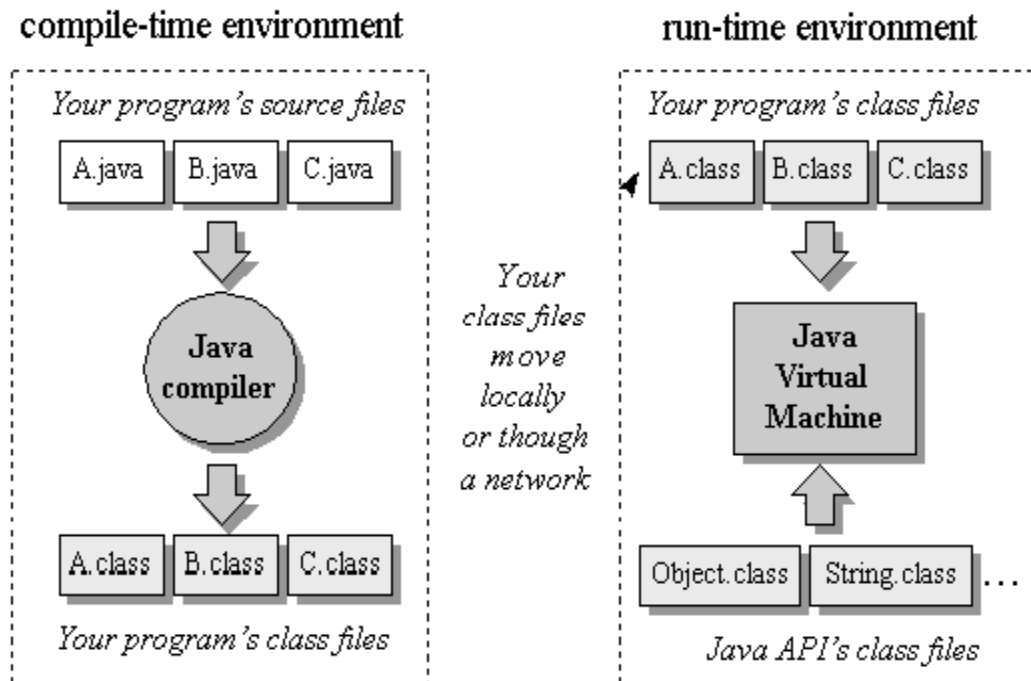 compile-time environment
Your program's source files
A.java B.java C.java
Java
compiler
A.class B.class C.class
Your program's class files
Your
class files
move
locally
or though
a network
run-time environment
Your program's class files
A.class B.class C.class
Java
Virtual
Machine
Object.class String.class ...
Java API's class files